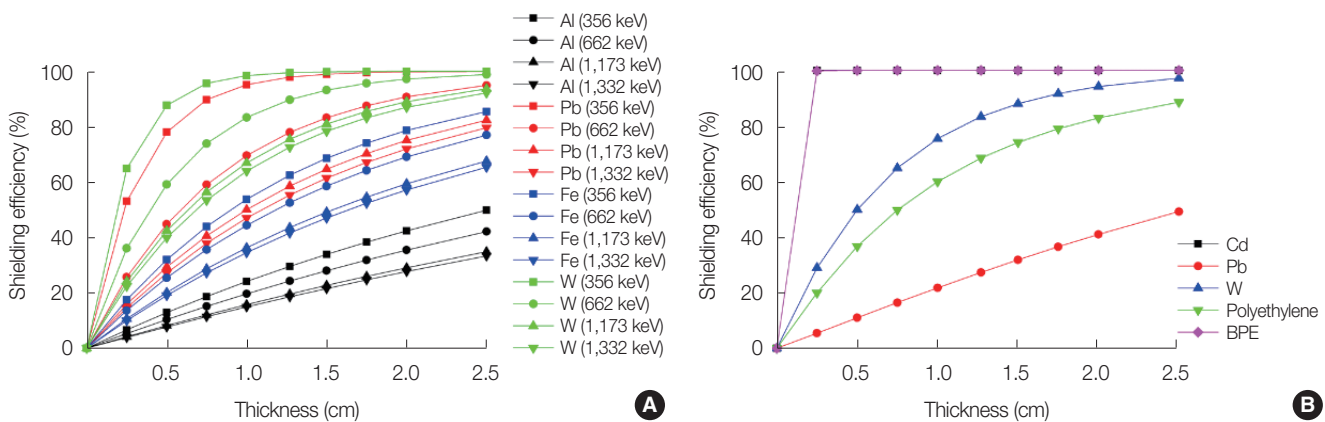 Shielding efficiency (%)
100
80
60
40
20
0
0.5
1.0
1.5
2.0
2.5
Thickness (cm)
Al (356 keV)
Al (662 keV)
Al (1,173 keV)
Al (1,332 keV)
Pb (356 keV)
Pb (662 keV)
Pb (1,173 keV)
Pb (1,332 keV)
Fe (356 keV)
Fe (662 keV)
Fe (1,173 keV)
Fe (1,332 keV)
W (356 keV)
W (662 keV)
W (1,173 keV)
W (1,332 keV)
A
Shielding efficiency (%)
100
80
60
40
20
0
0.5
1.0
1.5
2.0
2.5
Thickness (cm)
Cd
Pb
W
Polyethylene
BPE
B